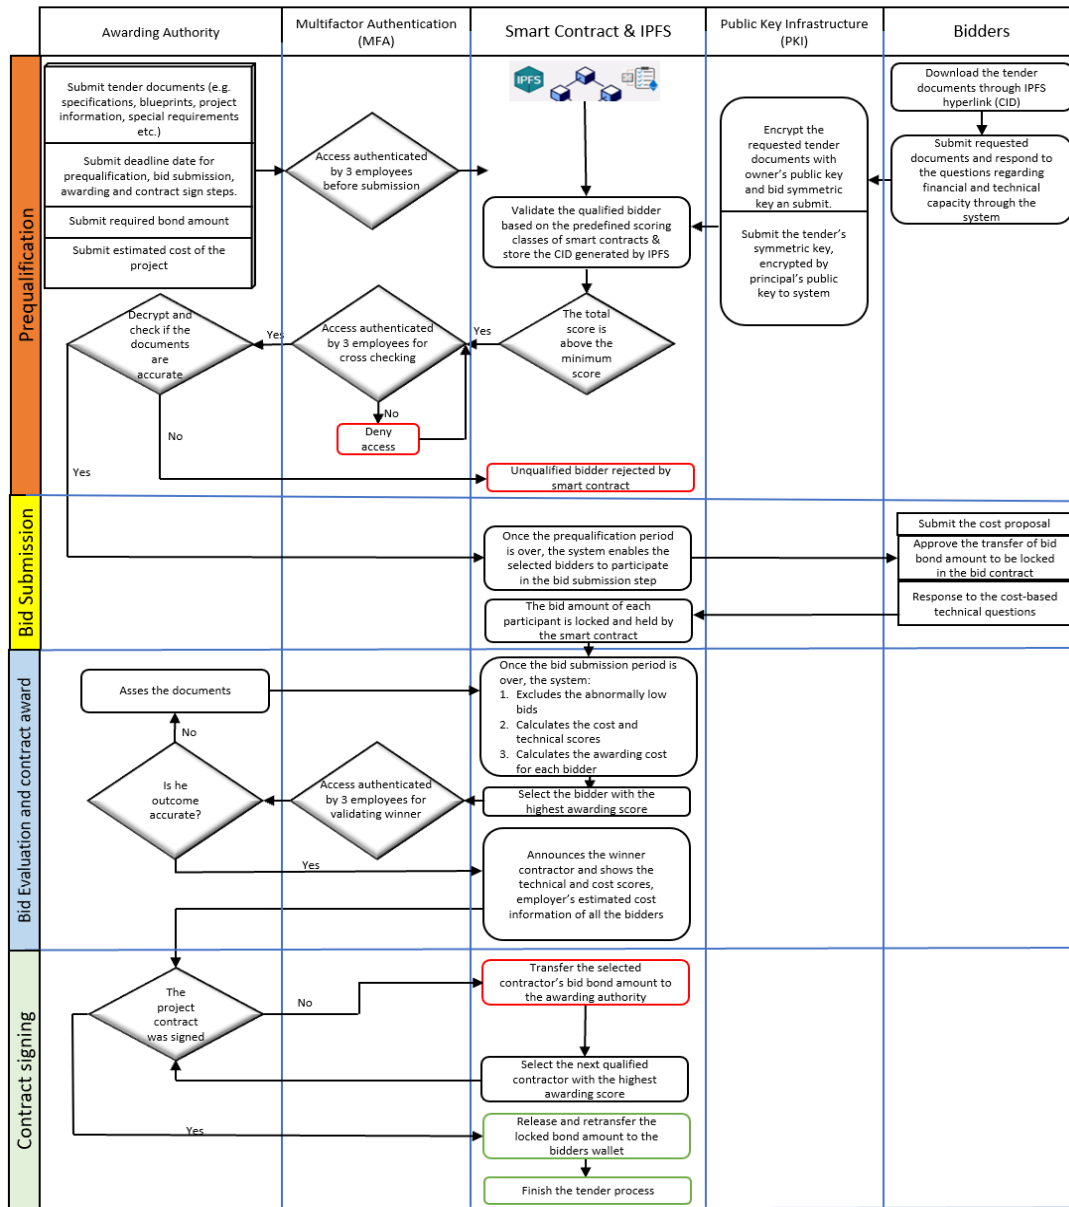 Awarding Authority
Multifactor Authentication
(MFA)
Smart Contract & IPFS
Public Key Infrastructure
(PKI)
Bidders
Prequalification
Submit tender documents (e.g.
specifications, blueprints, project
information, special requirements
etc.)
Submit deadline date for
prequalification, bid submission,
awarding and contract sign steps.
Submit required bond amount
Submit estimated cost of the
project
Access authenticated
by 3 employees
before submission
IPFS
Validate the qualified bidder
based on the predefined scoring
classes of smart contracts &
store the CID generated by IPFS
Encrypt the
requested tender
documents with
owner's public key
and bid symmetric
key an submit.
Submit the tender's
symmetric key,
encrypted by
principal's public
key to system
Download the tender
documents through IPFS
hyperlink (CID)
Submit requested
documents and respond to
the questions regarding
financial and technical
capacity through the
system
Decrypt and
check if the
documents
are
accurate
Yes
Access authenticated
by 3 employees for
cross checking
Yes
The total
score is
above the
minimum
score
No
Deny
access
No
Yes
Unqualified bidder rejected by
smart contract
Bid Submission
Once the prequalification period
is over, the system enables the
selected bidders to participate
in the bid submission step
Submit the cost proposal
Approve the transfer of bid
bond amount to be locked
in the bid contract
Response to the cost-based
technical questions
The bid amount of each
participant is locked and held
by the smart contract
Bid Evaluation and contract award
Asses the documents
Once the bid submission period is
over, the system:
1. Excludes the abnormally low
bids
2. Calculates the cost and
technical scores
3. Calculates the awarding cost
for each bidder
No
Is he
outcome
accurate?
Access authenticated
by 3 employees for
validating winner
Select the bidder with the
highest awarding score
Yes
Announces the winner
contractor and shows the
technical and cost scores,
employer's estimated cost
information of all the bidders
Contract signing
The
project
contract
was signed
No
Transfer the selected
contractor's bid bond amount to
the awarding authority
Select the next qualified
contractor with the highest
awarding score
Yes
Release and retransfer the
locked bond amount to the
bidders wallet
Finish the tender process